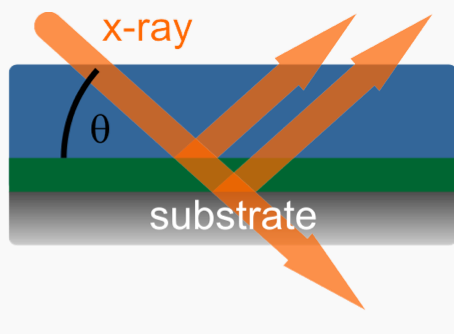 x-ray
θ
substrate